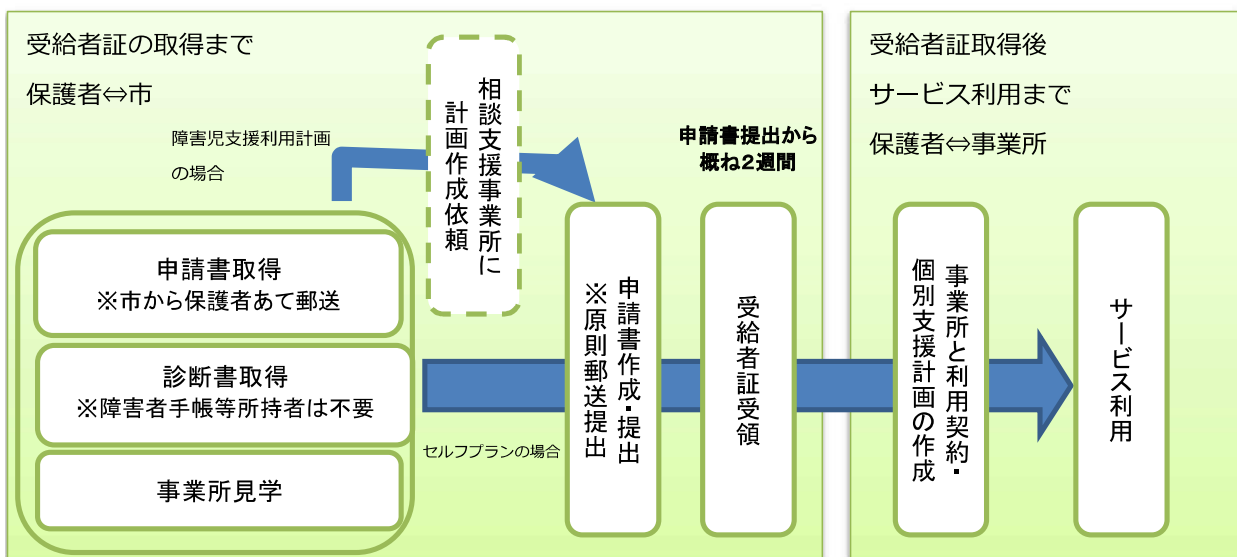 受給者証の取得まで
保護者⇔市
障害児支援利用計画
の場合
相談支援事業所に
計画作成依頼
申請書提出から
概ね2週間
申請書取得
※市から保護者あて郵送
診断書取得
※障害者手帳等所持者は不要
事業所見学
セルフプランの場合
申請書作成・提出
※原則郵送提出
受給者証受領
受給者証取得後
サービス利用まで
保護者⇔事業所
事業所と利用契約・
個別支援計画の作成
サービス利用